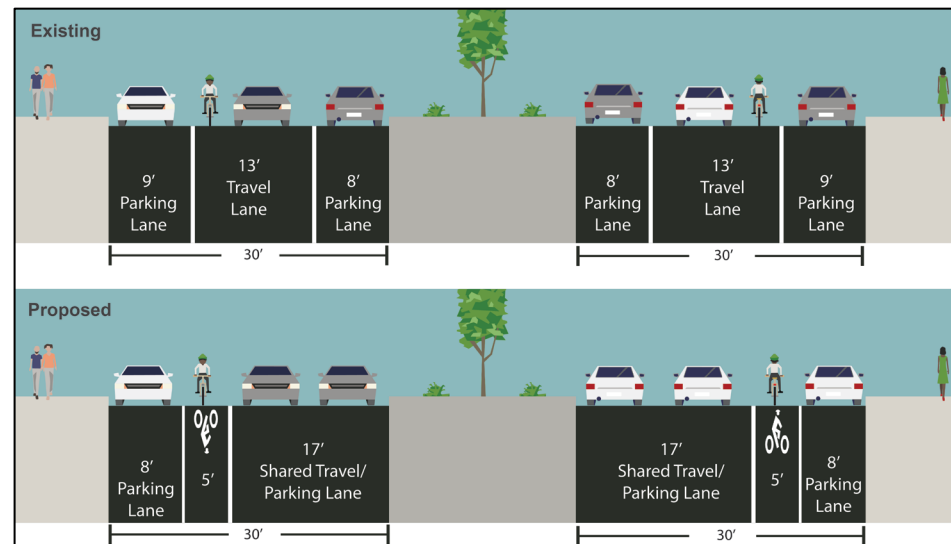 Existing
9’
Parking
Lane
13’
Travel
Lane
8’
Parking
Lane
8’
Parking
Lane
13’
Travel
Lane
9’
Parking
Lane
30’
30’
Proposed
8’
Parking
Lane
5’
17’
Shared Travel/
Parking Lane
17’
Shared Travel/
Parking Lane
5’
8’
Parking
Lane
30’
30’